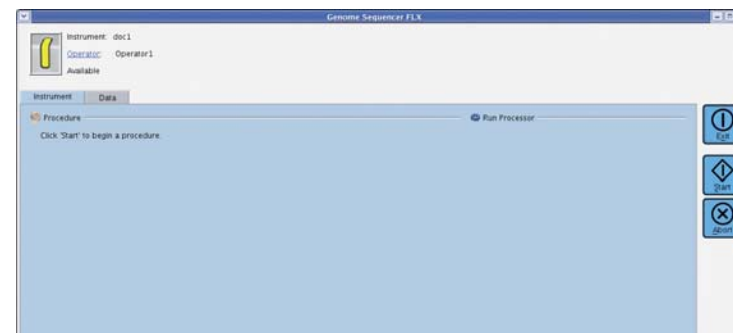 Genome Sequencer FLX
Instrument: doc1
Operator: Operator1
Available
Instrument Data
Procedure Run Processor
Click 'Start' to begin a procedure.
Exit
Start
Abort